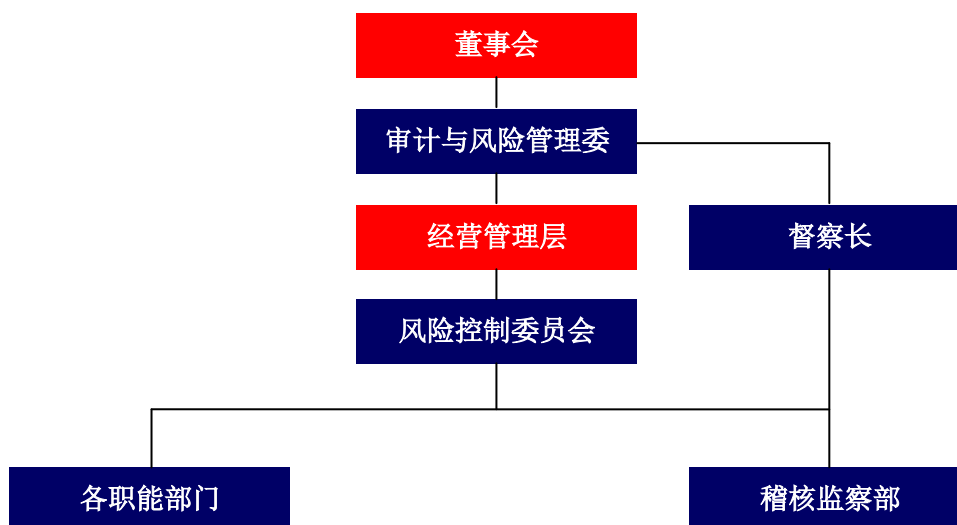 董事会
审计与风险管理委
经营管理层
督察长
风险控制委员会
各职能部门
稽核监察部